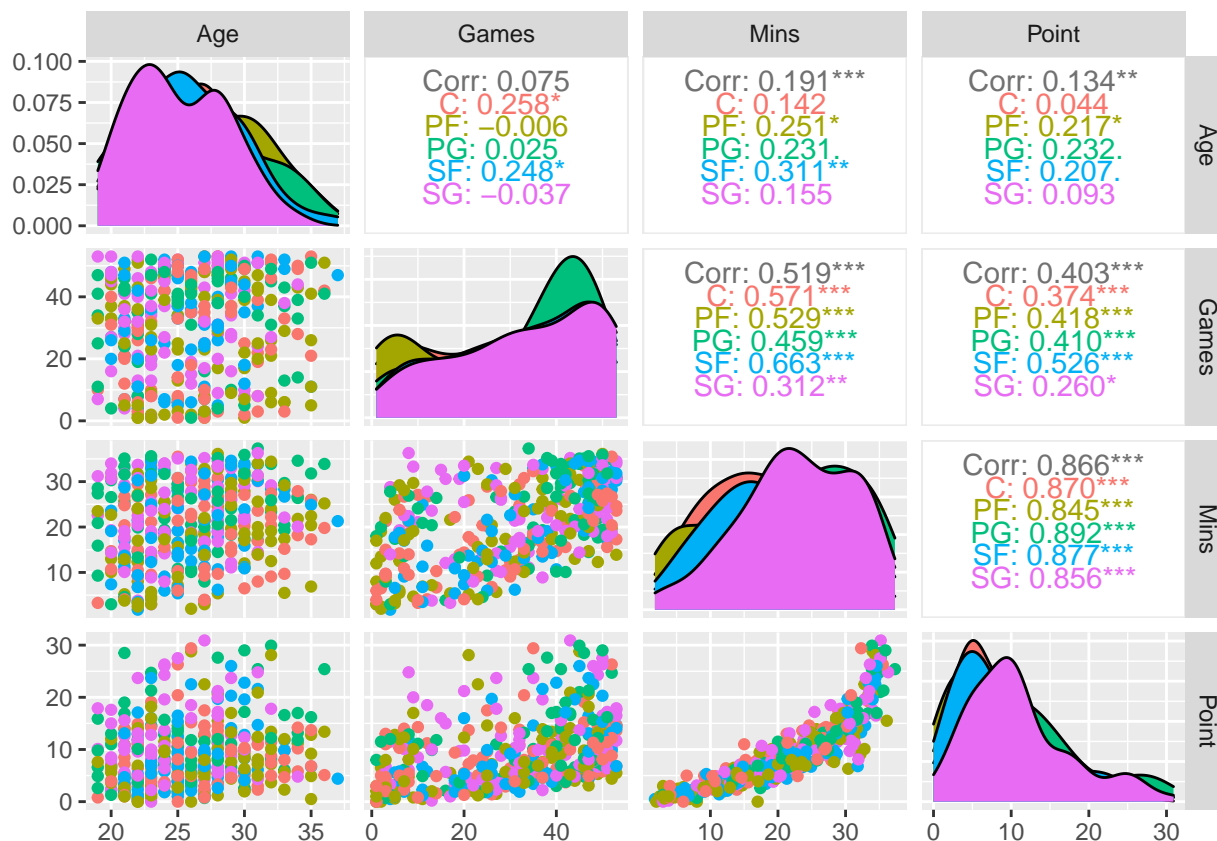 Age Games Mins Point
0.100
0.075
0.050
0.025
0.000
Corr: 0.075
C: 0.258*
PF: −0.006
PG: 0.025
SF: 0.248*
SG: −0.037
Corr: 0.191***
C: 0.142
PF: 0.251*
PG: 0.231.
SF: 0.311**
SG: 0.155
Corr: 0.134**
C: 0.044
PF: 0.217*
PG: 0.232.
SF: 0.207.
SG: 0.093
Age
40
20
0
Corr: 0.519***
C: 0.571***
PF: 0.529***
PG: 0.459***
SF: 0.663***
SG: 0.312**
Corr: 0.403***
C: 0.374***
PF: 0.418***
PG: 0.410***
SF: 0.526***
SG: 0.260*
Games
30
20
10
Corr: 0.866***
C: 0.870***
PF: 0.845***
PG: 0.892***
SF: 0.877***
SG: 0.856***
Mins
30
20
10
0
Point
20 25 30 35 0 20 40 10 20 30 0 10 20 30